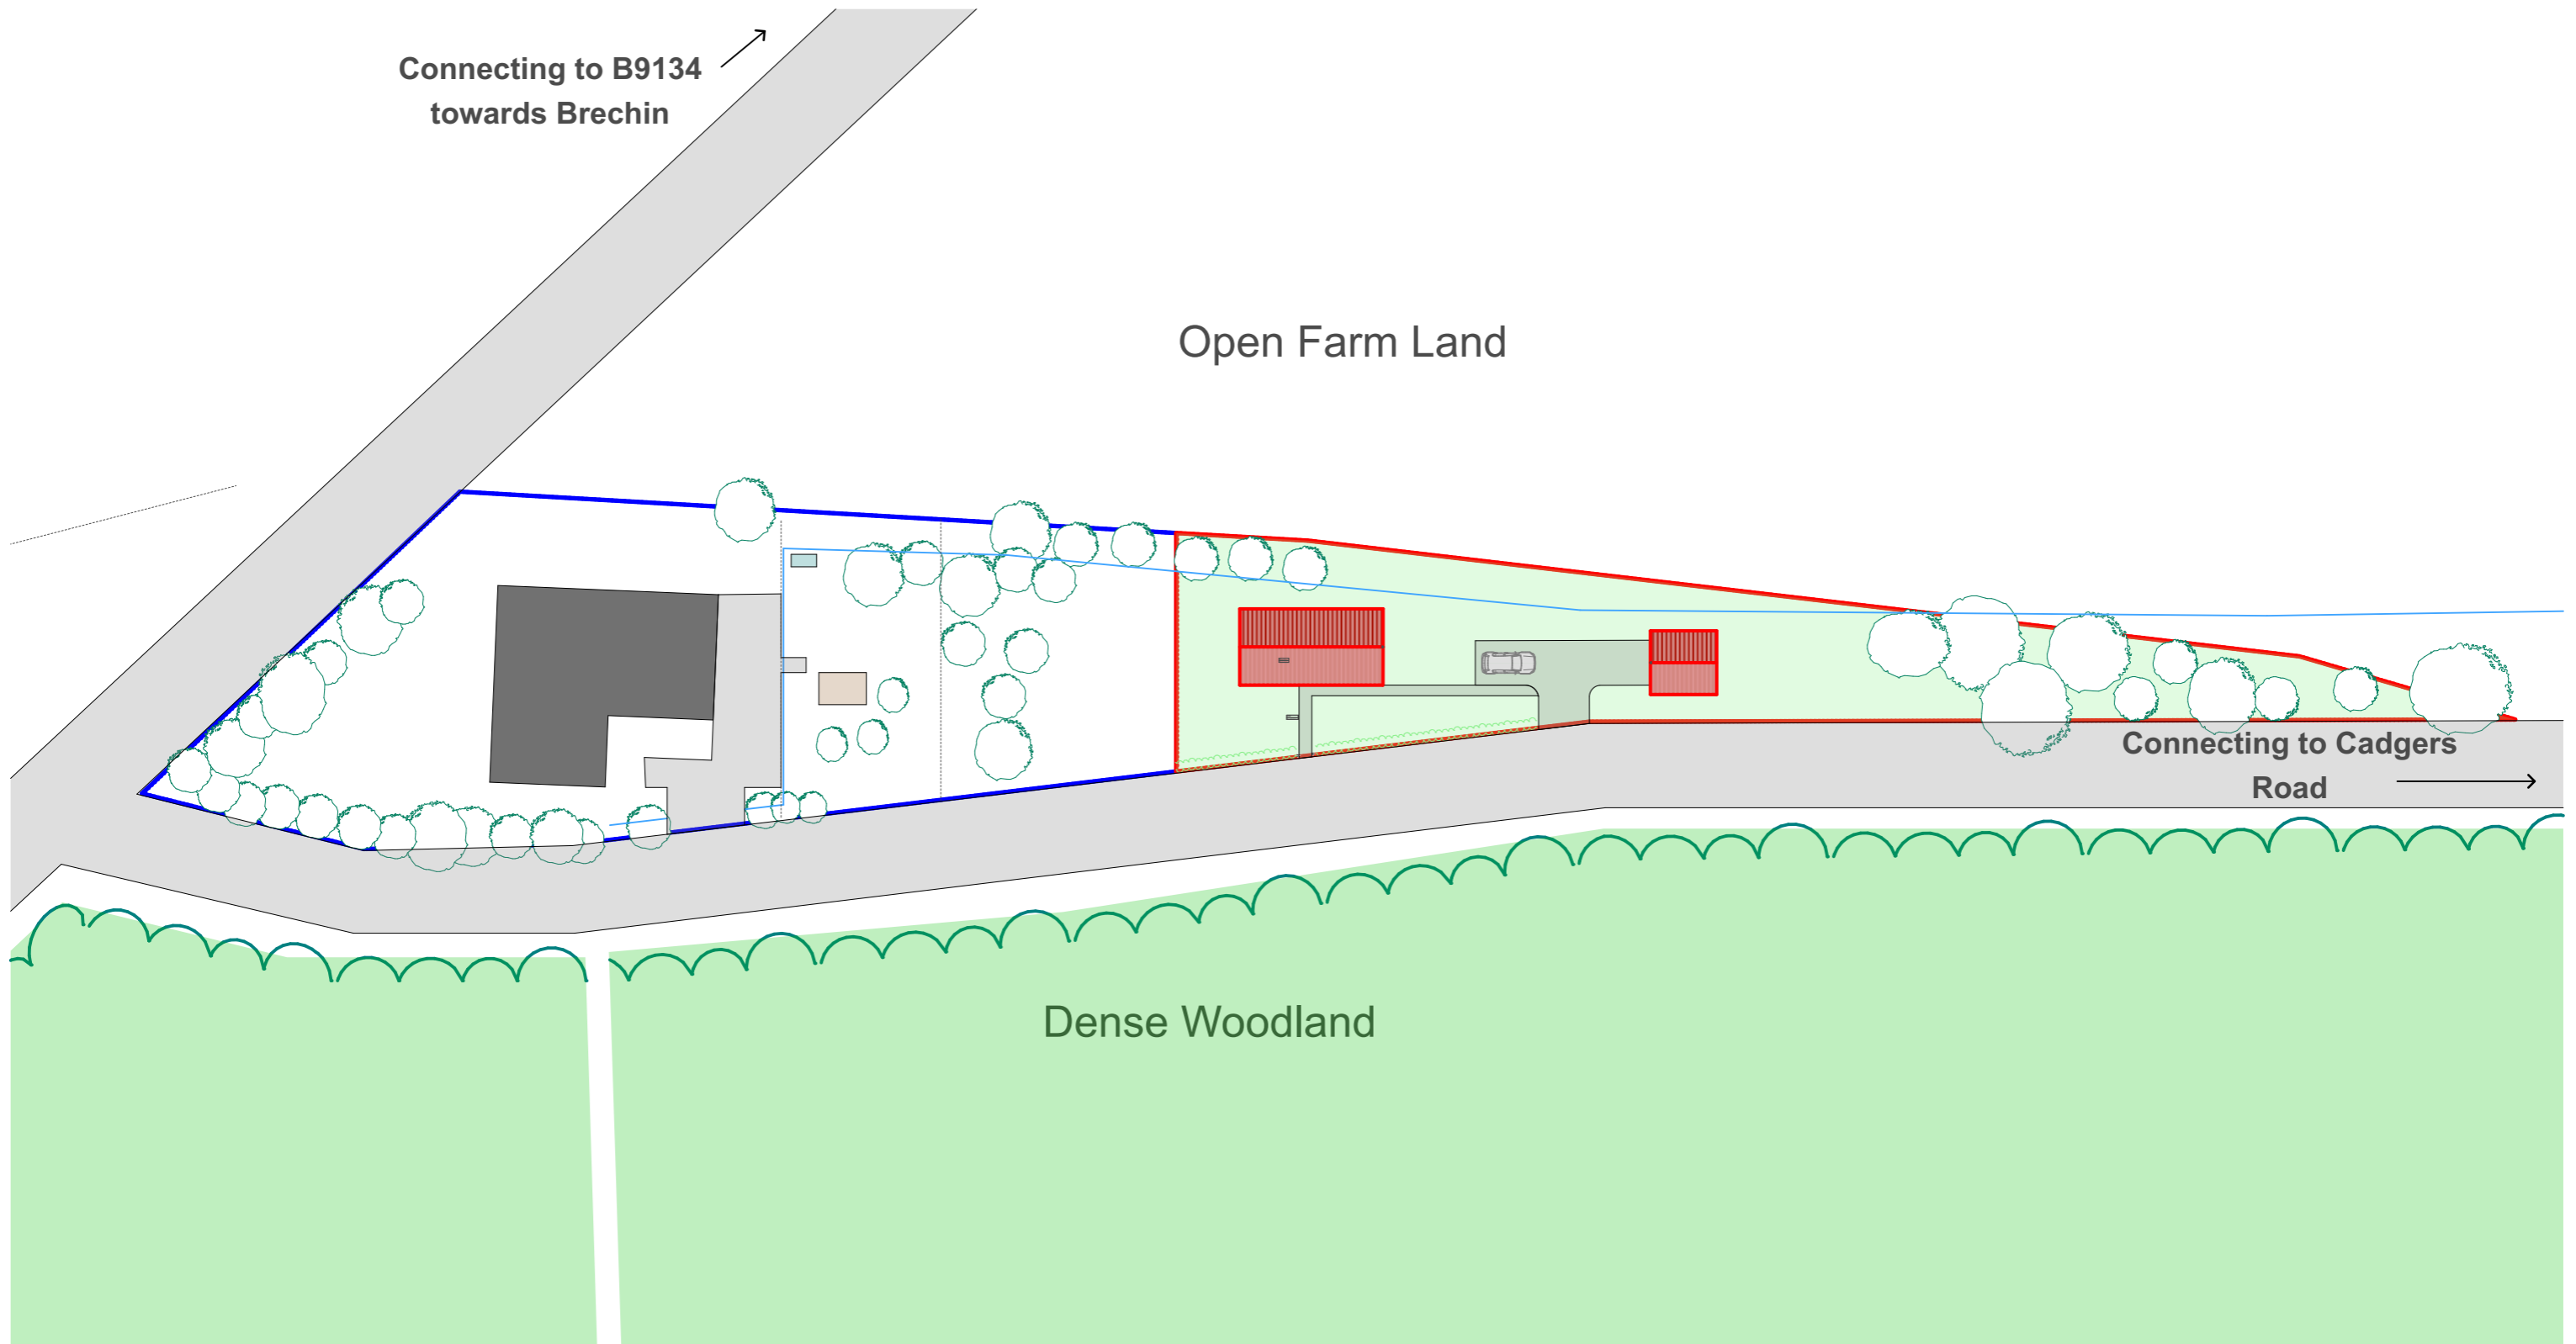 Connecting to B9134
towards Brechin
Open Farm Land
Connecting to Cadgers
Road
Dense Woodland